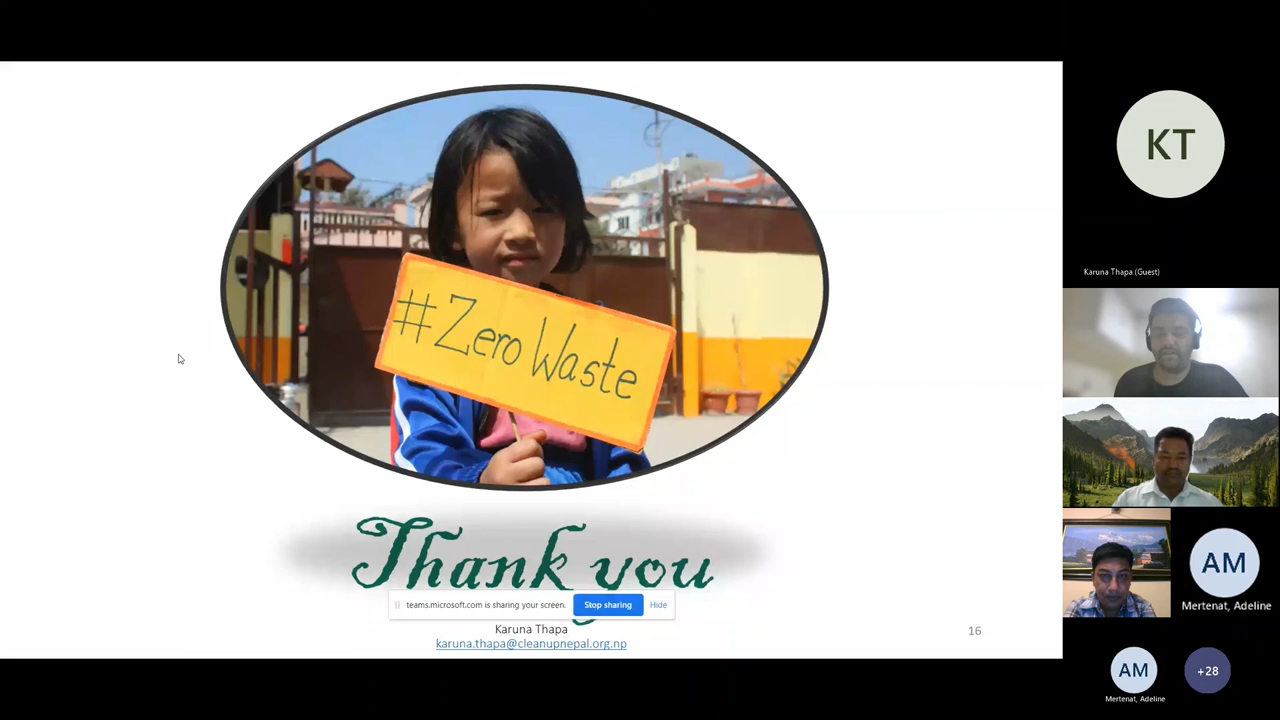 #Zero Waste
Thank you
teams.microsoft.com is sharing your screen.
Stop sharing
Hide
Karuna Thapa
karuna.thapa@cleanupnepal.org.np
16
KT
Karuna Thapa (Guest)
AM
Mertenat, Adeline
AM
Mertenat, Adeline
+28